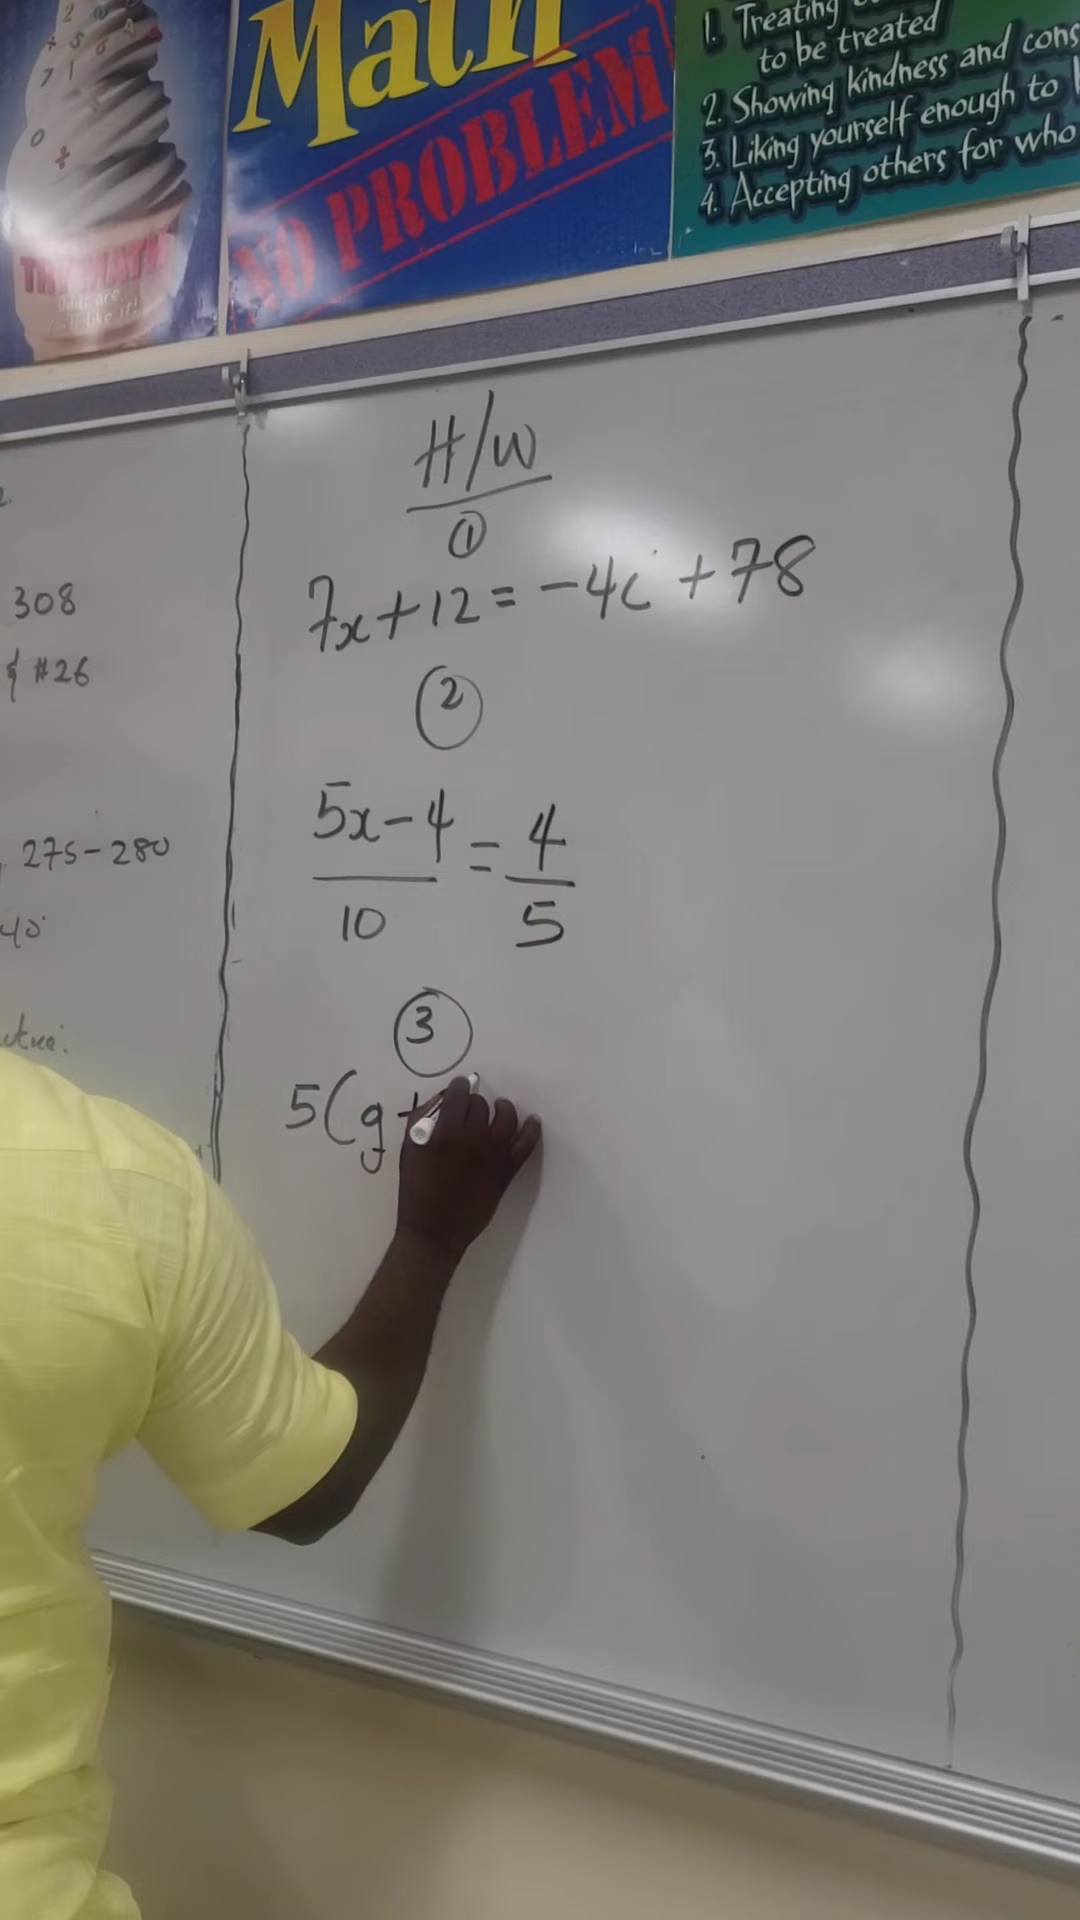 Math
NO PROBLEM
1. Treating
to be treated
2. Showing kindness and cons
3. Liking yourself enough to
4. Accepting others for who
H/W
①
7x+12 = -4i + 78
308
#26
②
5x-4 = 4
10 5
275-280
40
③
5(g+